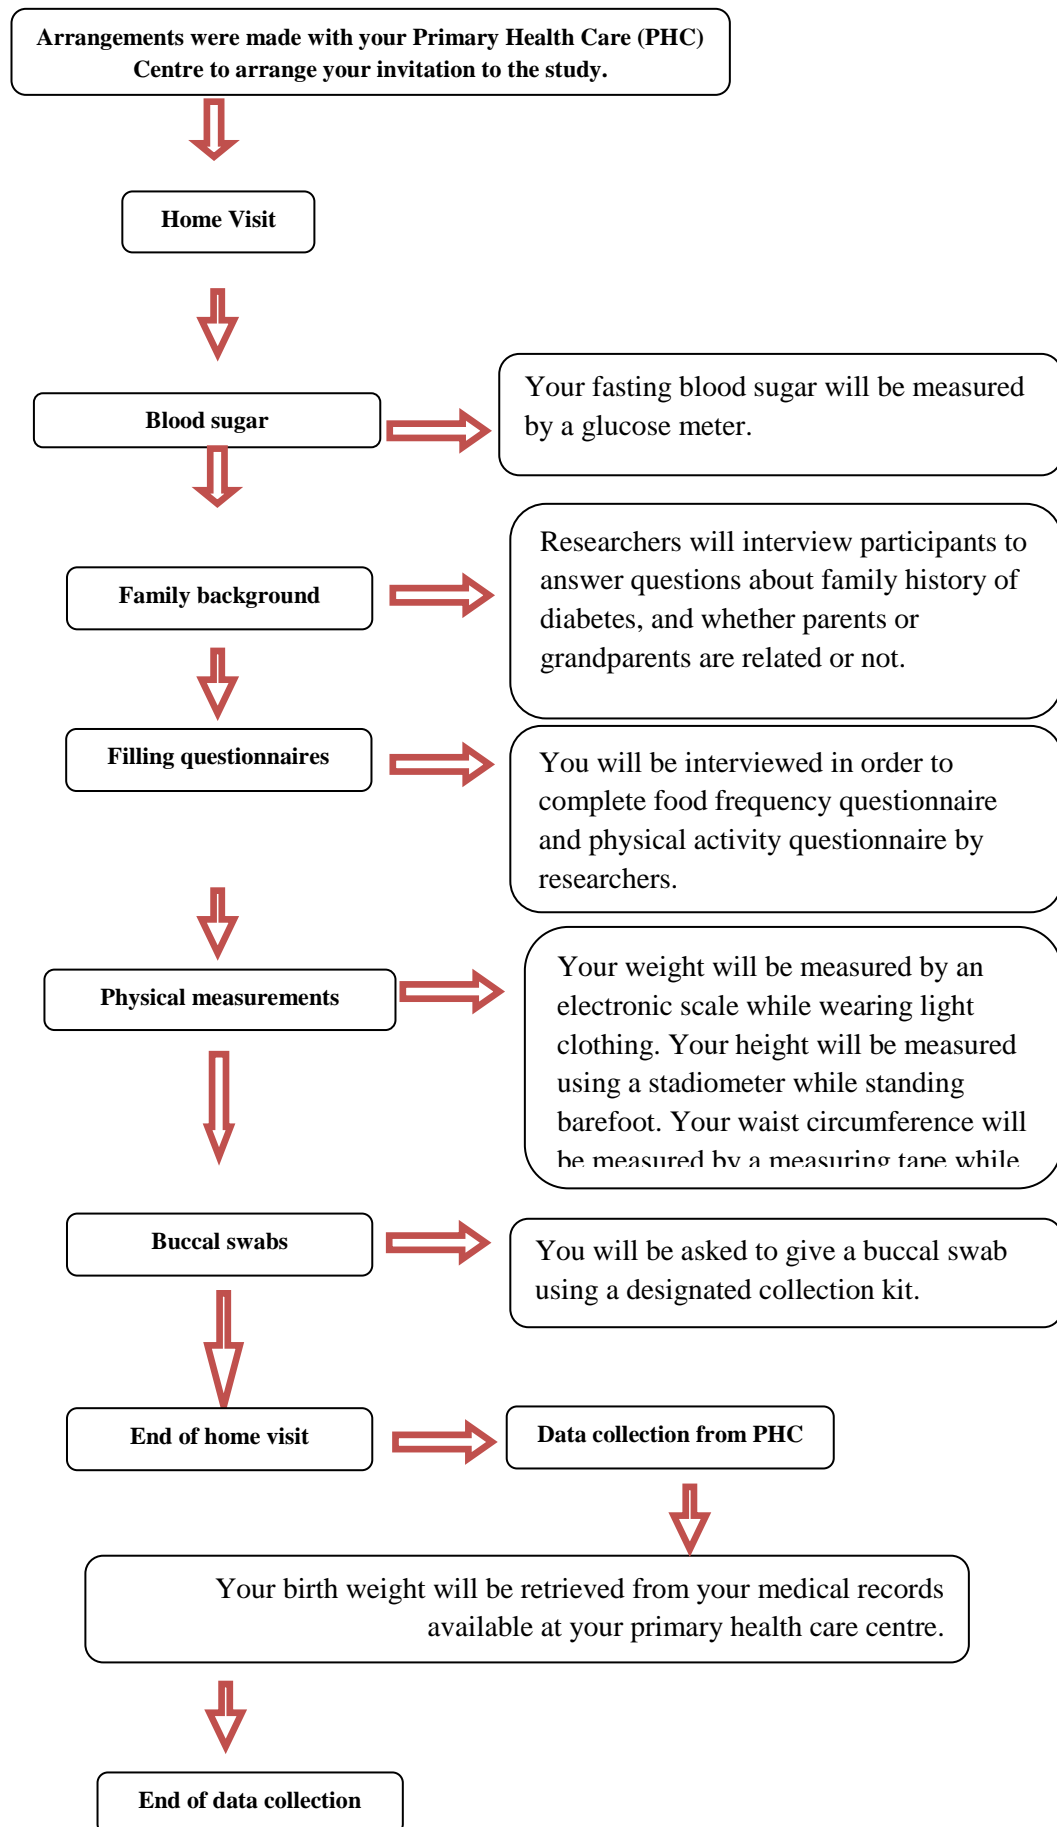 Arrangements were made with your Primary Health Care (PHC)
Centre to arrange your invitation to the study.
Home Visit
Blood sugar
Your fasting blood sugar will be measured
by a glucose meter.
Family background
Researchers will interview participants to
answer questions about family history of
diabetes, and whether parents or
grandparents are related or not.
Filling questionnaires
You will be interviewed in order to
complete food frequency questionnaire
and physical activity questionnaire by
researchers.
Physical measurements
Your weight will be measured by an
electronic scale while wearing light
clothing. Your height will be measured
using a stadiometer while standing
barefoot. Your waist circumference will
be measured by a measuring tape while
Buccal swabs
You will be asked to give a buccal swab
using a designated collection kit.
End of home visit
Data collection from PHC
Your birth weight will be retrieved from your medical records
available at your primary health care centre.
End of data collection